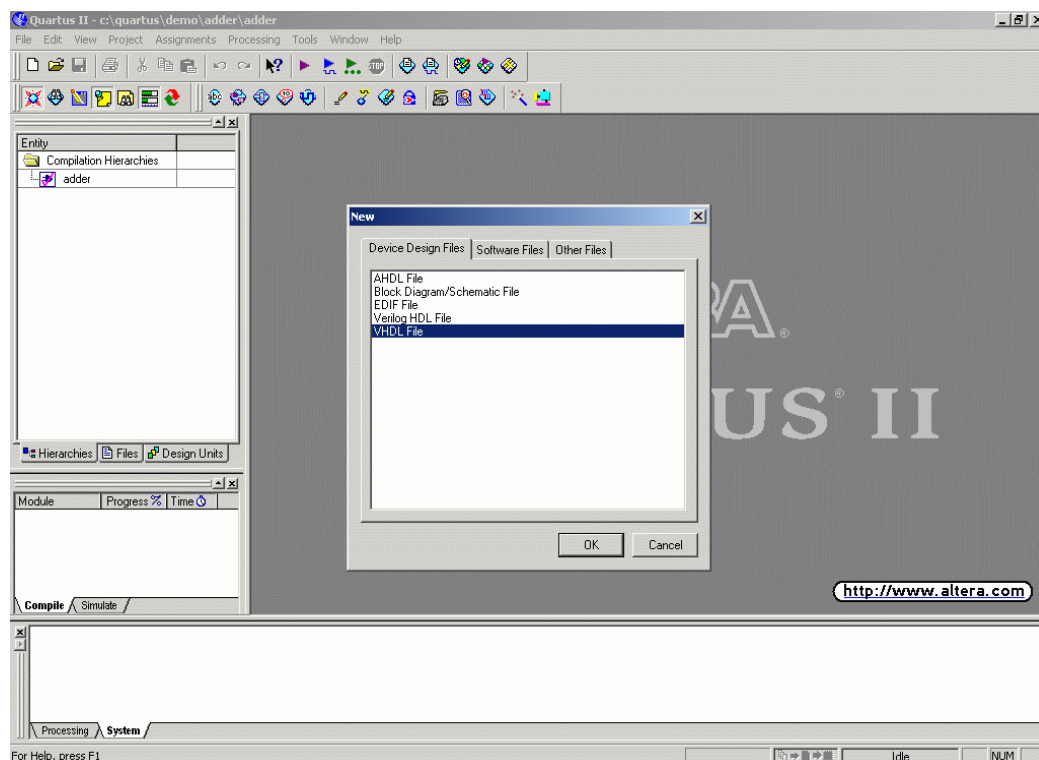 Quartus II - c:\quartus\demo\adder\adder
File Edit View Project Assignments Processing Tools Window Help
Entity
Compilation Hierarchies
adder
Hierarchies Files Design Units
Module Progress % Time
Compile Simulate
New
Device Design Files Software Files Other Files
AHDL File
Block Diagram/Schematic File
EDIF File
Verilog HDL File
VHDL File
OK Cancel
US® II
http://www.altera.com
Processing System
For Help, press F1
Idle NUM